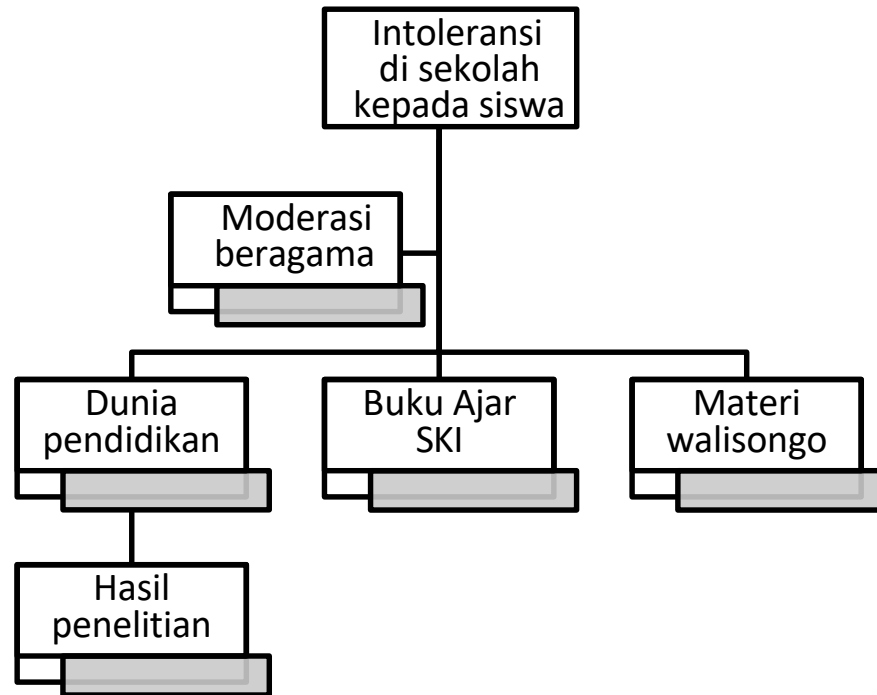 Intoleransi
di sekolah
kepada siswa
Moderasi
beragama
Dunia
pendidikan
Buku Ajar
SKI
Materi
walisongo
Hasil
penelitian